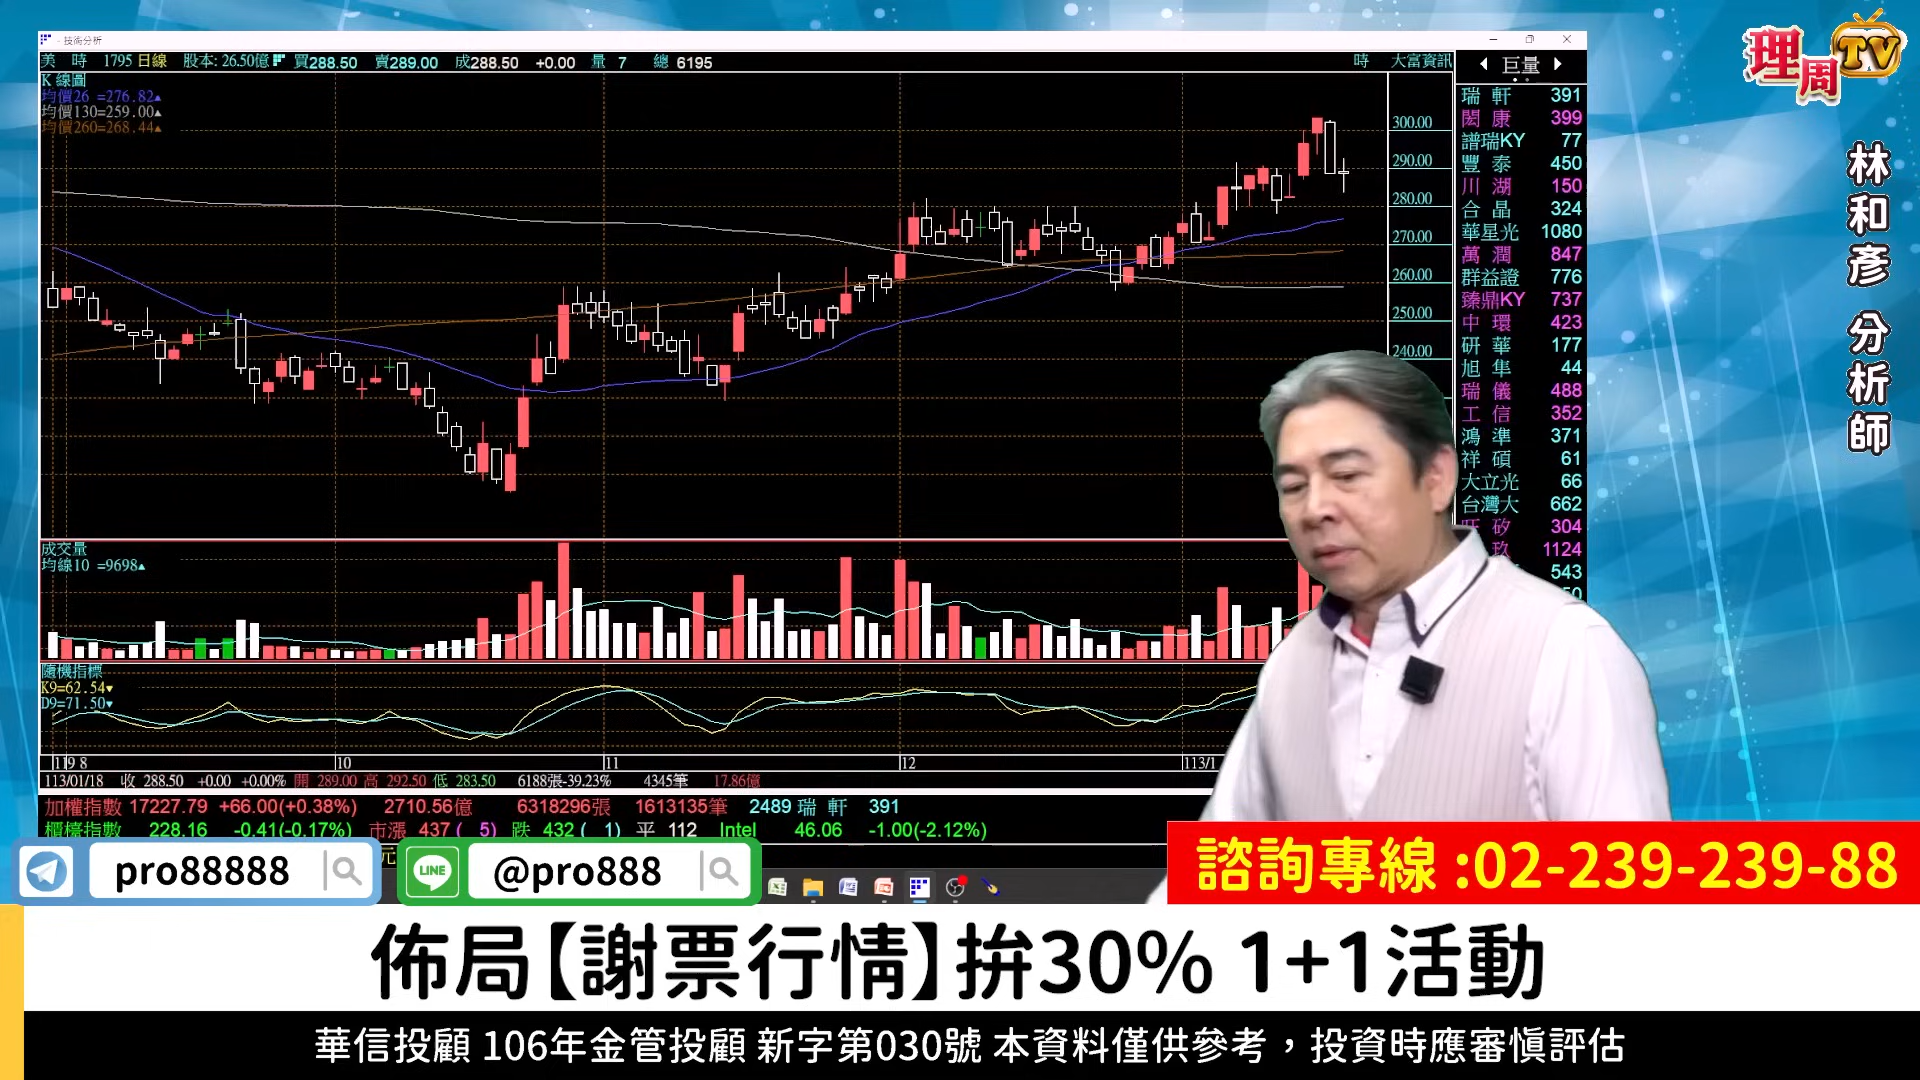 技術分析
美 時 1795 日線 股本: 26.50億 買288.50 賣289.00 成288.50 +0.00 量 7 總 6195 時 大富資訊
K 線圖
均價26 =276.82▲
均價130=259.00▲
均價260=268.44▲
300.00
290.00
280.00
270.00
260.00
250.00
240.00
成交量
均線10 =9698▲
隨機指標
K9=62.54▼
D9=71.50▼
119 8 10 11 12 113/1
113/01/18 收 288.50 +0.00 +0.00% 開 289.00 高 292.50 低 283.50 6188張-39.23% 4345筆 17.86億
加權指數 17227.79 +66.00(+0.38%) 2710.56億 6318296張 1613135筆 2489 瑞 軒 391
櫃檯指數 228.16 -0.41(-0.17%) 市漲 437( 5) 跌 432( 1) 平 112 Intel 46.06 -1.00(-2.12%)
元
巨量
瑞 軒 391
閎 康 399
譜瑞KY 77
豐 泰 450
川 湖 150
合 晶 324
華星光 1080
萬 潤 847
群益證 776
臻鼎KY 737
中 環 423
研 華 177
旭 隼 44
瑞 儀 488
工 信 352
鴻 準 371
祥 碩 61
大立光 66
台灣大 662
旺 矽 304
玖 1124
543
50
理周TV
林和彥 分析師
pro88888
LINE
@pro888
諮詢專線 :02-239-239-88
佈局【謝票行情】拚30% 1+1活動
華信投顧 106年金管投顧 新字第030號 本資料僅供參考，投資時應審慎評估